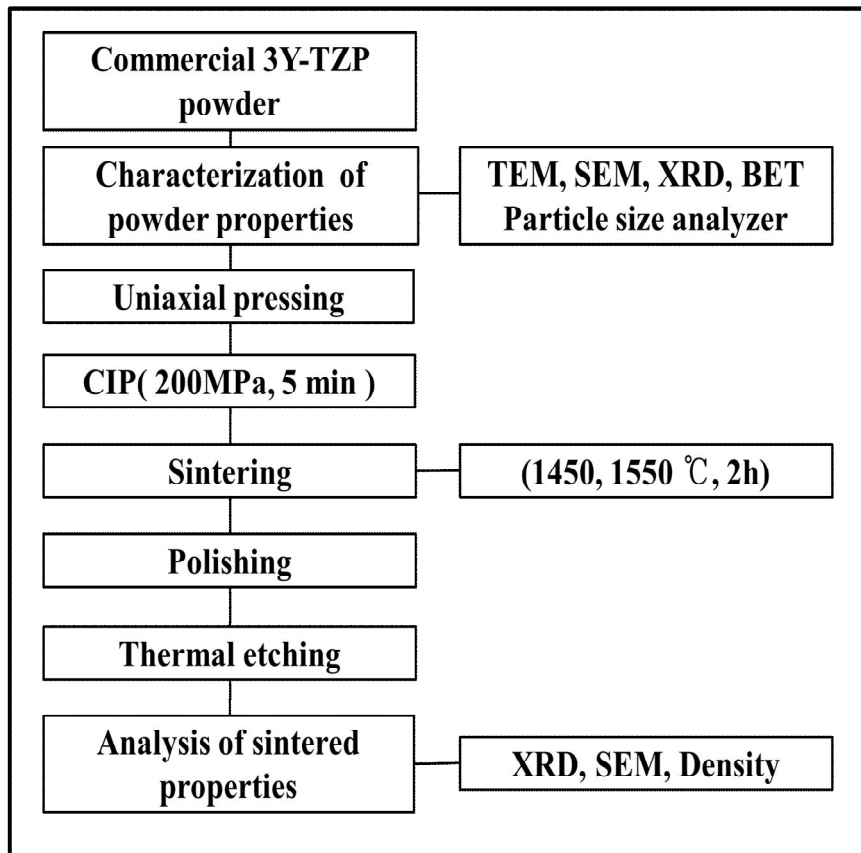 Commercial 3Y-TZP
powder
Characterization of
powder properties
TEM, SEM, XRD, BET
Particle size analyzer
Uniaxial pressing
CIP( 200MPa, 5 min )
Sintering
(1450, 1550 ℃, 2h)
Polishing
Thermal etching
Analysis of sintered
properties
XRD, SEM, Density